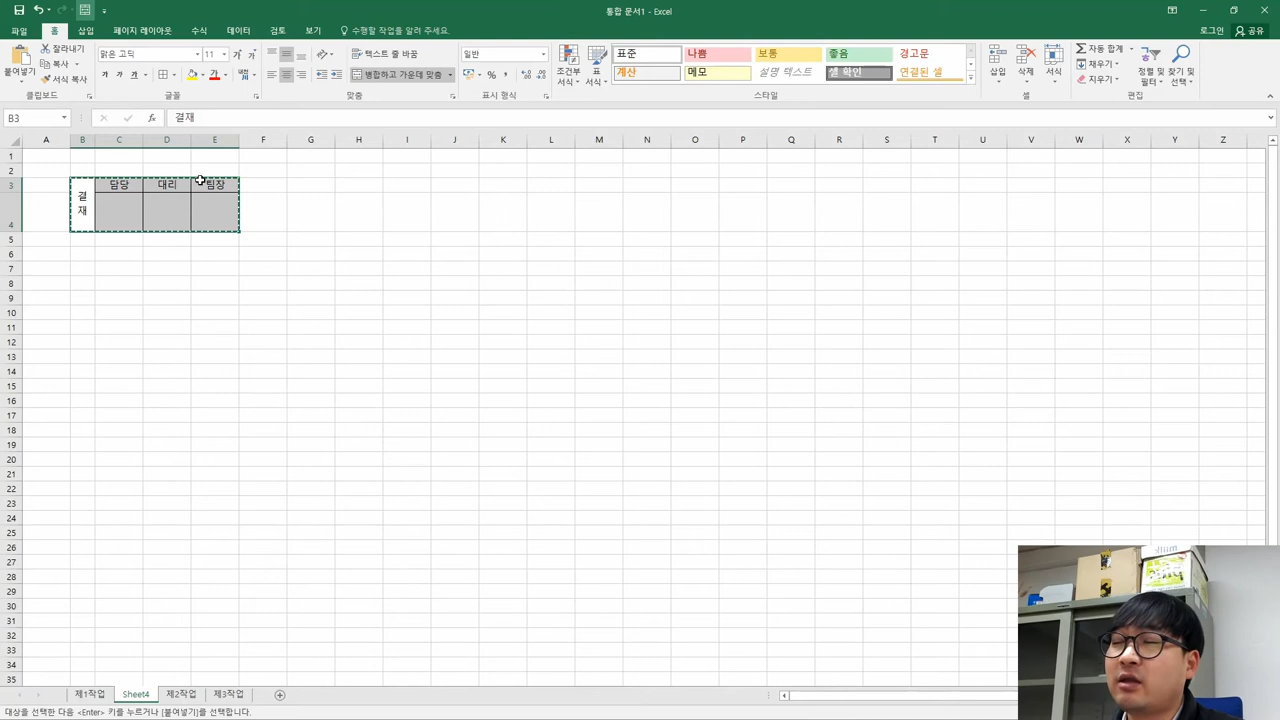 통합 문서1 - Excel
로그인 공유
파일 홈 삽입 페이지 레이아웃 수식 데이터 검토 보기 수행할 작업을 알려 주세요.
붙여넣기 잘라내기 복사 서식 복사
클립보드
맑은 고딕 11
가 가 가 가 가
글꼴
텍스트 줄 바꿈
병합하고 가운데 맞춤
맞춤
일반
% ,
표시 형식
조건부 서식 표 서식
표준 나쁨 보통 좋음 경고문
계산 메모 설명 텍스트 셀 확인 연결된 셀
스타일
삽입 삭제 서식
셀
자동 합계
채우기
지우기
정렬 및 필터 찾기 및 선택
편집
B3 fx 결재
A B C D E F G H I J K L M N O P Q R S T U V W X Y Z
1
2
3 담당 대리 팀장
결
재
4
5
6
7
8
9
10
11
12
13
14
15
16
17
18
19
20
21
22
23
24
25
26
27
28
29
30
31
32
33
34
35
제1작업 Sheet4 제2작업 제3작업
대상을 선택한 다음 <Enter> 키를 누르거나 [붙여넣기]를 선택합니다.